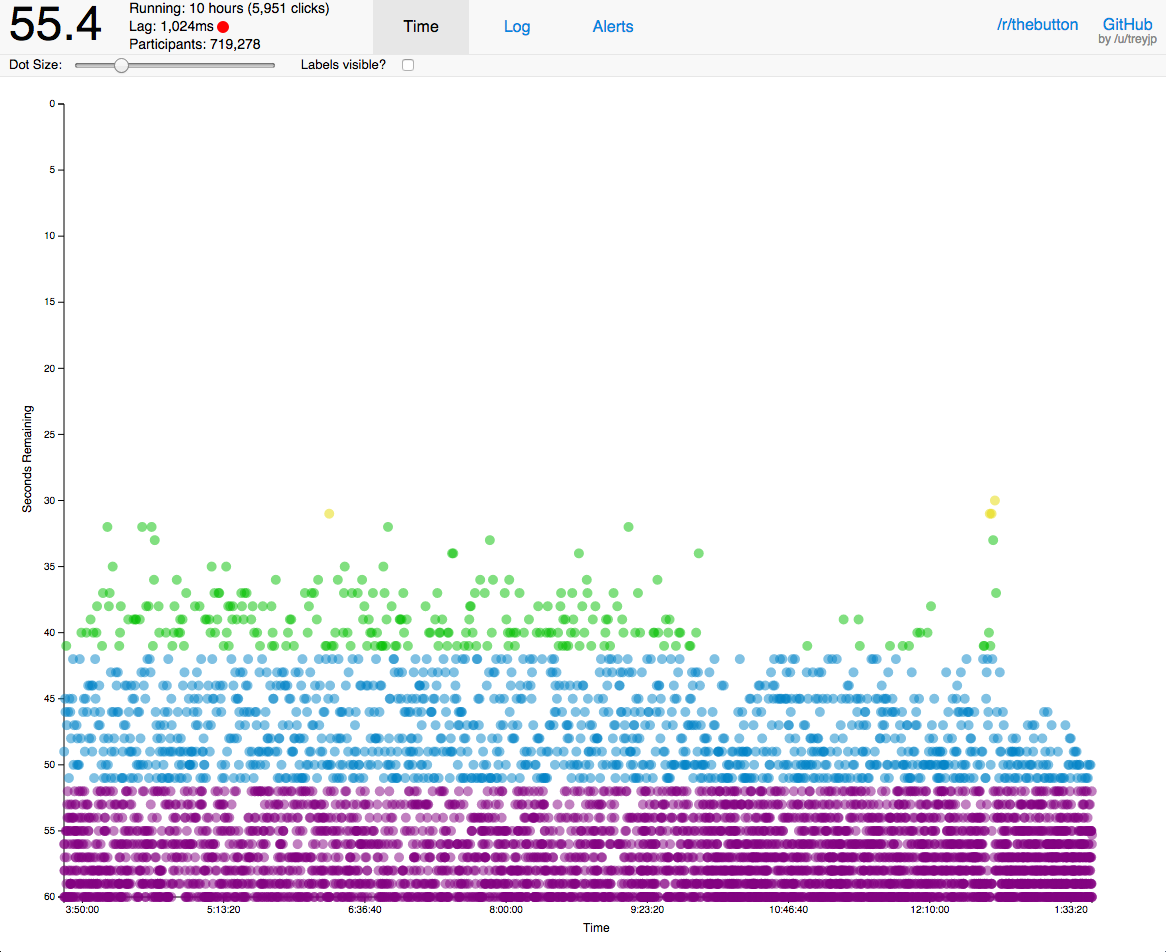 55.4
Running: 10 hours (5,951 clicks)
Lag: 1,024ms
Participants: 719,278
Time
Log
Alerts
/r/thebutton
GitHub
by /u/treyjp
Dot Size:
Labels visible?
0
5
10
15
20
25
30
35
40
45
50
55
60
Seconds Remaining
3:50:00
5:13:20
6:36:40
8:00:00
9:23:20
10:46:40
12:10:00
1:33:20
Time